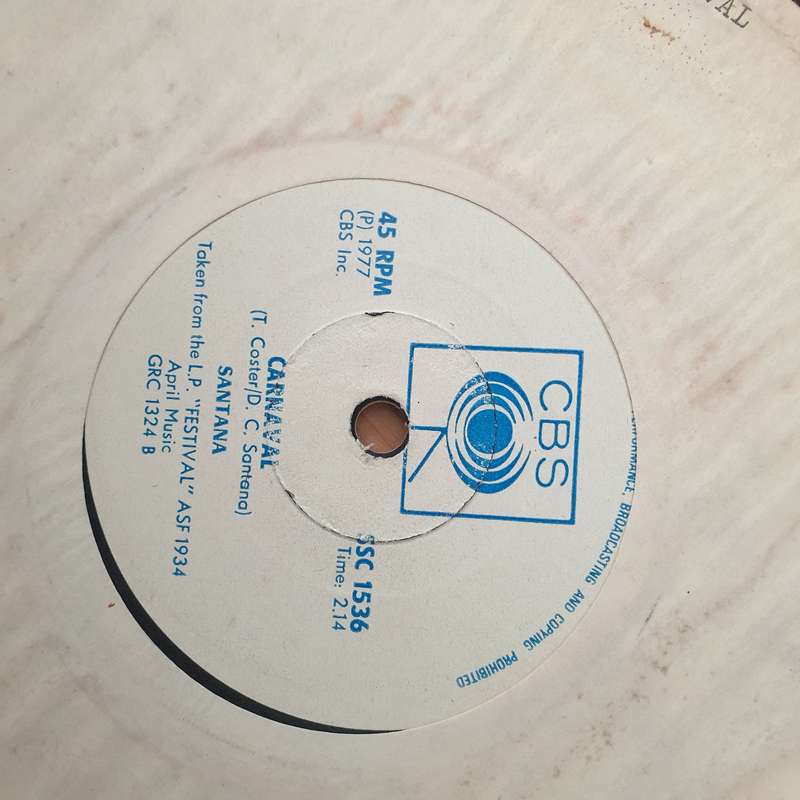 CBS
45 RPM
(P) 1977
CBS Inc.
SSC 1536
Time: 2.14
CARNAVAL
(T. Coster/D. C. Santana)
SANTANA
Taken from the L.P. "FESTIVAL" ASF 1934
April Music
GRC 1324 B
BROADCASTING AND COPYING PROHIBITED